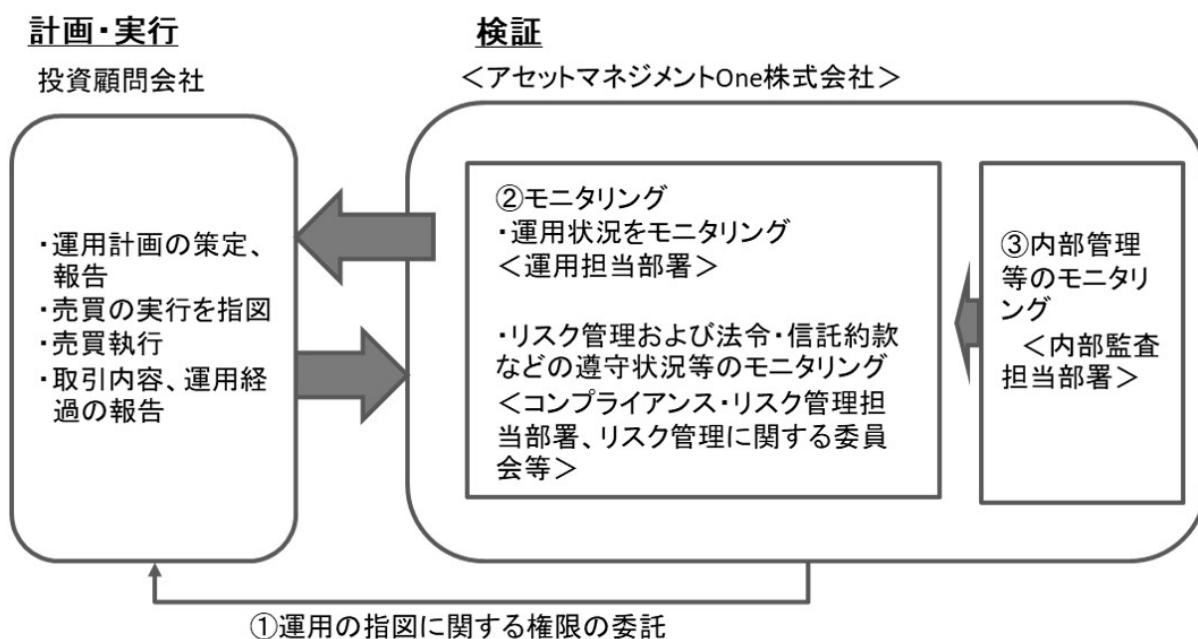 計画・実行
投資顧問会社
・運用計画の策定、
報告
・売買の実行を指図
・売買執行
・取引内容、運用経
過の報告
検証
＜アセットマネジメントOne株式会社＞
②モニタリング
・運用状況をモニタリング
＜運用担当部署＞
・リスク管理および法令・信託約款
などの遵守状況等のモニタリング
＜コンプライアンス・リスク管理担
当部署、リスク管理に関する委員
会等＞
③内部管理
等のモニタリ
ング
＜内部監査
担当部署＞
①運用の指図に関する権限の委託